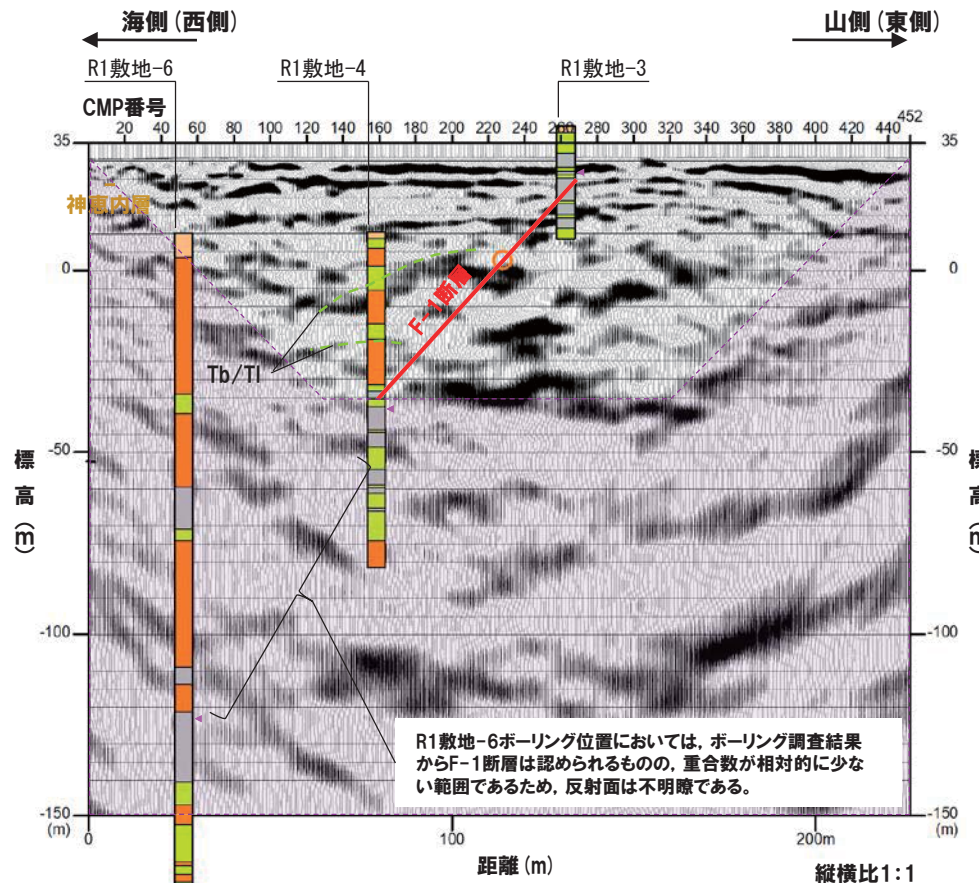 海側(西側)
山側(東側)
R1敷地-6
R1敷地-4
R1敷地-3
CMP番号
20 40 60 80 100 120 140 160 180 200 220 240 260 280 300 320 340 360 380 400 420 440 452
35
35
神恵内層
0
0
F-1断層
Tb/Tl
-50
-50
標高(m)
標高(m)
-100
-100
R1敷地-6ボーリング位置においては,ボーリング調査結果
からF-1断層は認められるものの,重合数が相対的に少な
い範囲であるため,反射面は不明瞭である。
-150
-150
(m)
(m)
0
100
200m
距離(m)
縦横比1:1